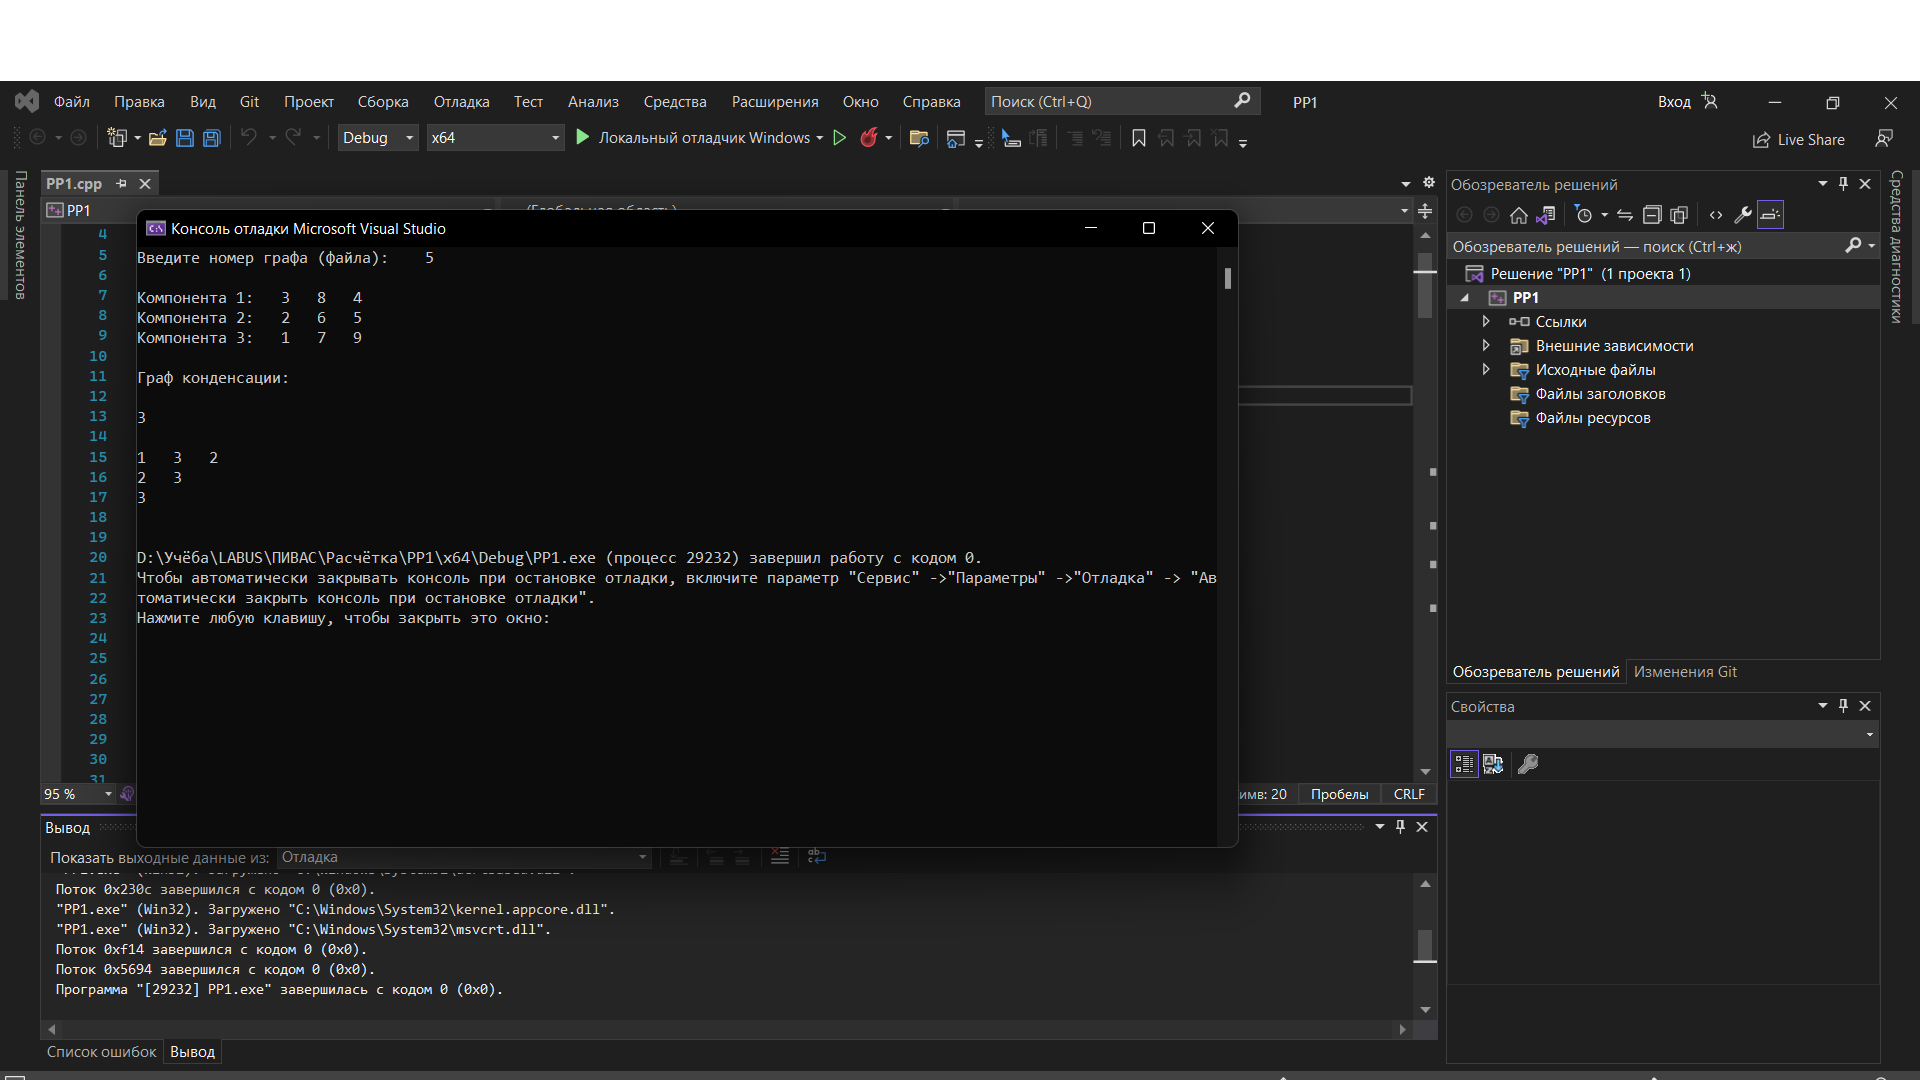 Файл Правка Вид Git Проект Сборка Отладка Тест Анализ Средства Расширения Окно Справка Поиск (Ctrl+Q) PP1 Вход
Debug x64 Локальный отладчик Windows Live Share
Панель элементов
PP1.cpp
PP1
(Глобальная область)
4
5
6
7
8
9
10
11
12
13
14
15
16
17
18
19
20
21
22
23
24
25
26
27
28
29
30
31
Консоль отладки Microsoft Visual Studio
Введите номер графа (файла): 5
Компонента 1: 3 8 4
Компонента 2: 2 6 5
Компонента 3: 1 7 9
Граф конденсации:
3
1 3 2
2 3
3
D:\Учёба\LABUS\ПИВАС\Расчётка\PP1\x64\Debug\PP1.exe (процесс 29232) завершил работу с кодом 0.
Чтобы автоматически закрывать консоль при остановке отладки, включите параметр "Сервис" ->"Параметры" ->"Отладка" -> "Ав
томатически закрыть консоль при остановке отладки".
Нажмите любую клавишу, чтобы закрыть это окно:
95 %
имв: 20 Пробелы CRLF
Вывод
Показать выходные данные из: Отладка
Поток 0x230c завершился с кодом 0 (0x0).
"PP1.exe" (Win32). Загружено "C:\Windows\System32\kernel.appcore.dll".
"PP1.exe" (Win32). Загружено "C:\Windows\System32\msvcrt.dll".
Поток 0xf14 завершился с кодом 0 (0x0).
Поток 0x5694 завершился с кодом 0 (0x0).
Программа "[29232] PP1.exe" завершилась с кодом 0 (0x0).
Список ошибок Вывод
Обозреватель решений
Обозреватель решений — поиск (Ctrl+ж)
Решение "PP1" (1 проекта 1)
PP1
Ссылки
Внешние зависимости
Исходные файлы
Файлы заголовков
Файлы ресурсов
Обозреватель решений Изменения Git
Свойства
Средства диагностики